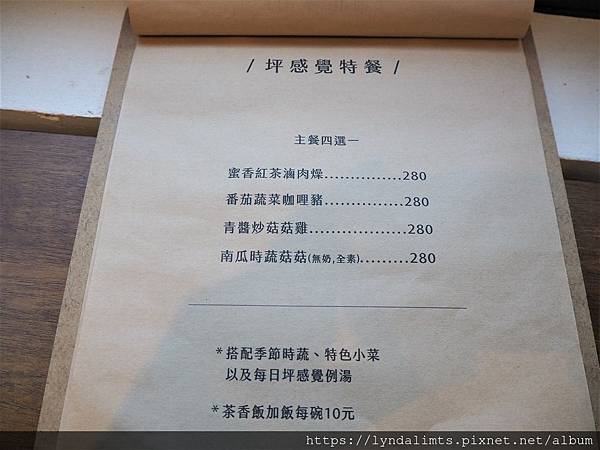 / 坪感覺特餐 /
主餐四選一
蜜香紅茶滷肉燥...............280
番茄蔬菜咖哩豬...............280
青醬炒菇菇雞..................280
南瓜時蔬菇菇(無奶,全素).........280
*搭配季節時蔬、特色小菜
以及每日坪感覺例湯
*茶香飯加飯每碗10元
https://lyndalimts.pixnet.net/album